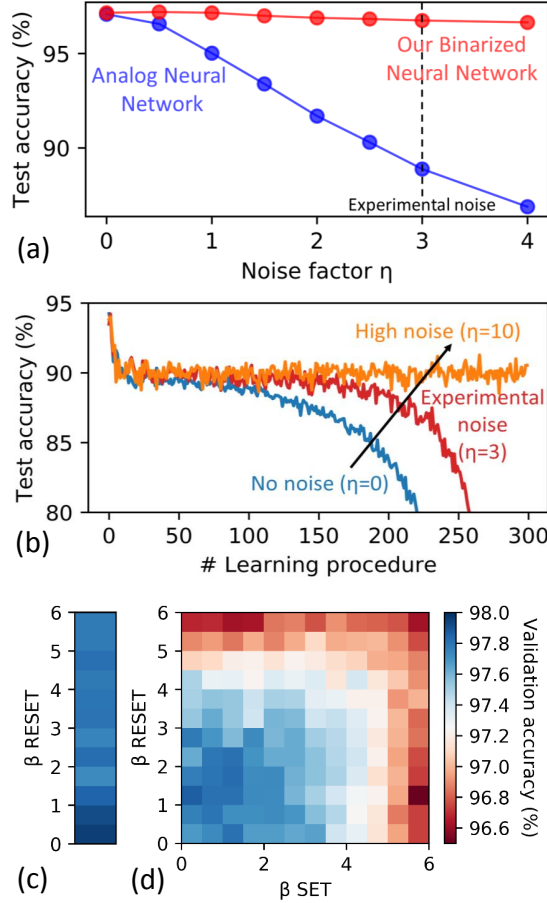 Test accuracy (%)
95
90
Analog Neural
Network
Our Binarized
Neural Network
Experimental noise
0 1 2 3 4
Noise factor η
(a)
Test accuracy (%)
95
90
85
80
High noise (η=10)
Experimental
noise
(η=3)
No noise (η=0)
0 50 100 150 200 250 300
# Learning procedure
(b)
β RESET
6
5
4
3
2
1
0
(c)
β RESET
6
5
4
3
2
1
0
0 2 4 6
β SET
(d)
98.0
97.8
97.6
97.4
97.2
97.0
96.8
96.6
Validation accuracy (%)